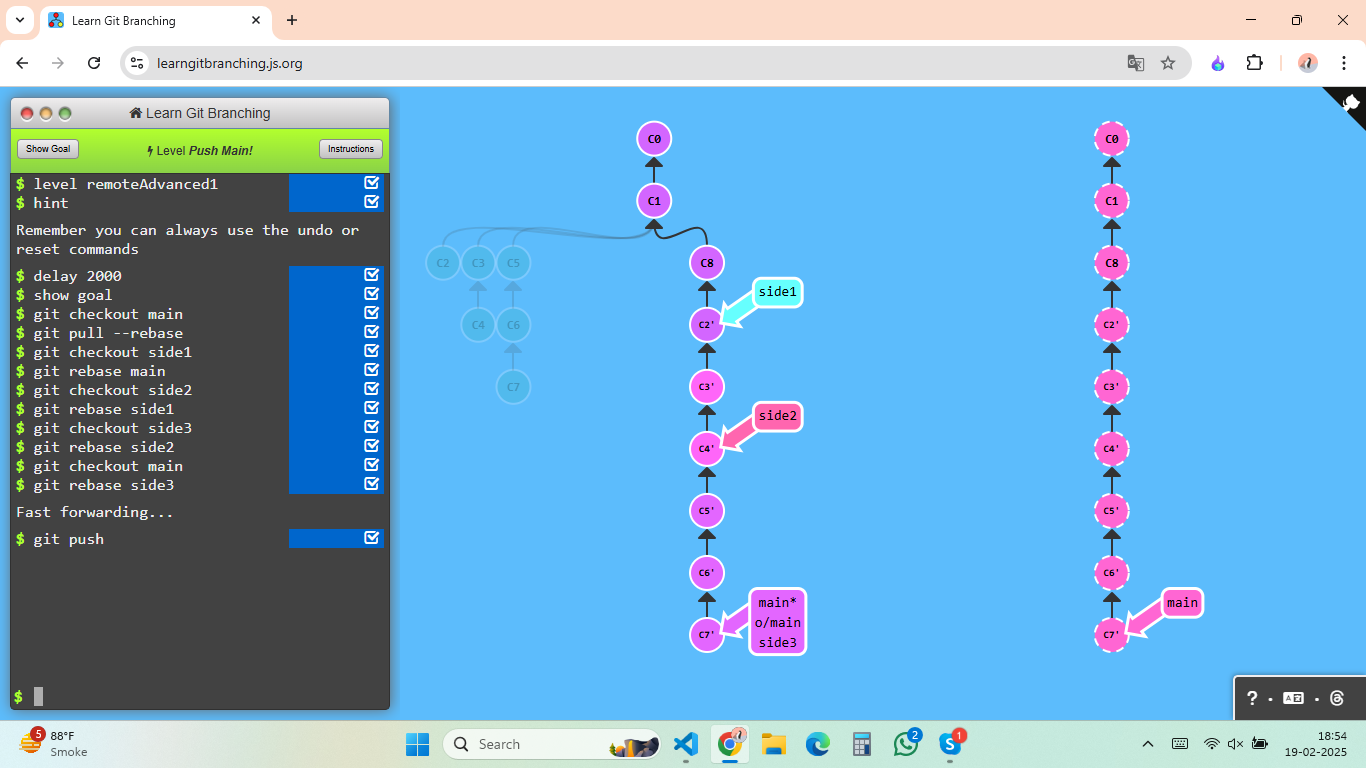 Learn Git Branching
learngitbranching.js.org
Learn Git Branching
Show Goal
Level Push Main!
Instructions
$ level remoteAdvanced1
$ hint
Remember you can always use the undo or
reset commands
$ delay 2000
$ show goal
$ git checkout main
$ git pull --rebase
$ git checkout side1
$ git rebase main
$ git checkout side2
$ git rebase side1
$ git checkout side3
$ git rebase side2
$ git checkout main
$ git rebase side3
Fast forwarding...
$ git push
$
C0
C1
C2
C3
C5
C8
C4
C6
C2'
side1
C7
C3'
C4'
side2
C5'
C6'
C7'
main*
o/main
side3
C0
C1
C8
C2'
C3'
C4'
C5'
C6'
C7'
main
?
5
88°F
Smoke
Search
2
1
18:54
19-02-2025